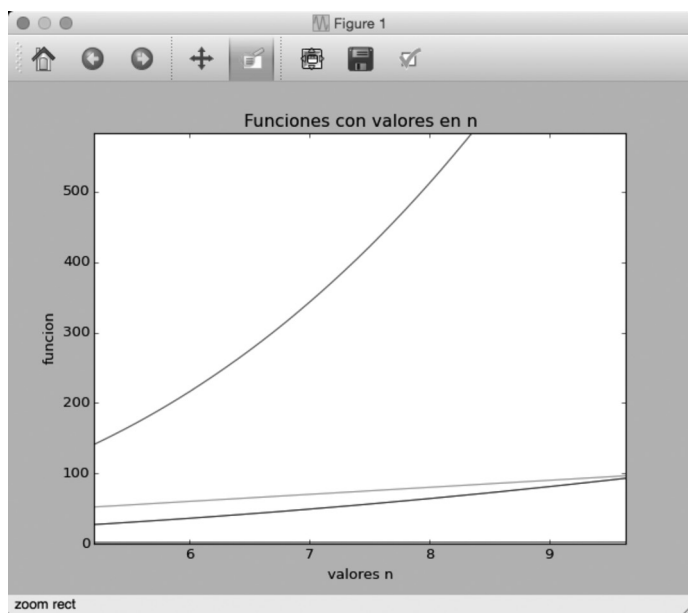 Figure 1
Funciones con valores en n
500
400
300
200
100
0
funcion
6 7 8 9
valores n
zoom rect